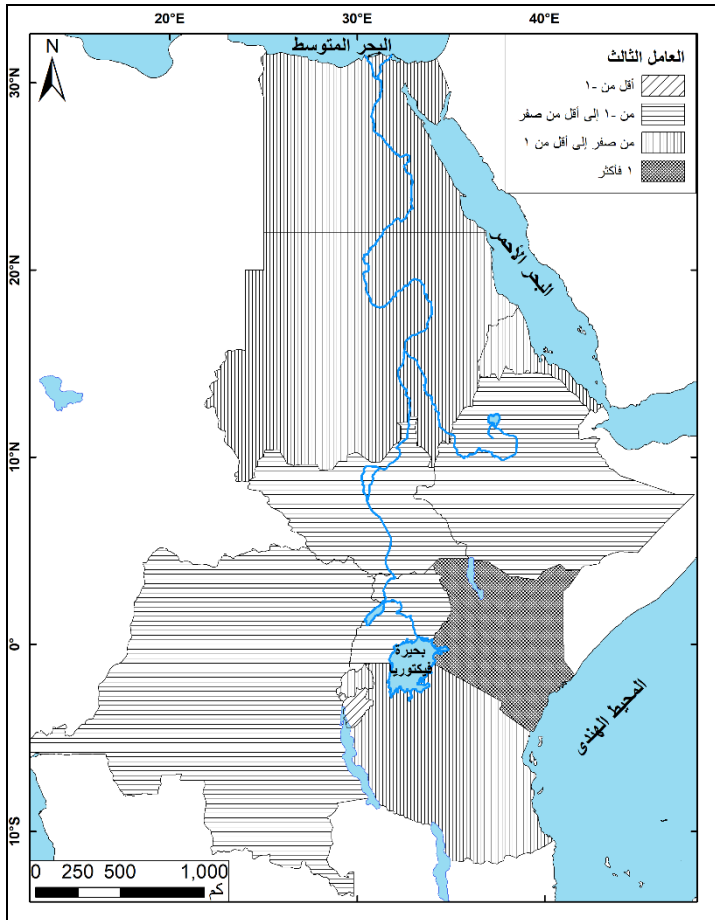 20°E 30°E 40°E
البحر المتوسط
N
30°N
20°N
10°N
0°
10°S
العامل الثالث
أقل من -١
من -١ إلى أقل من صفر
من صفر إلى أقل من ١
١ فأكثر
البحر الأحمر
بحيرة
فيكتوريا
المحيط الهندى
0 250 500 1,000
كم